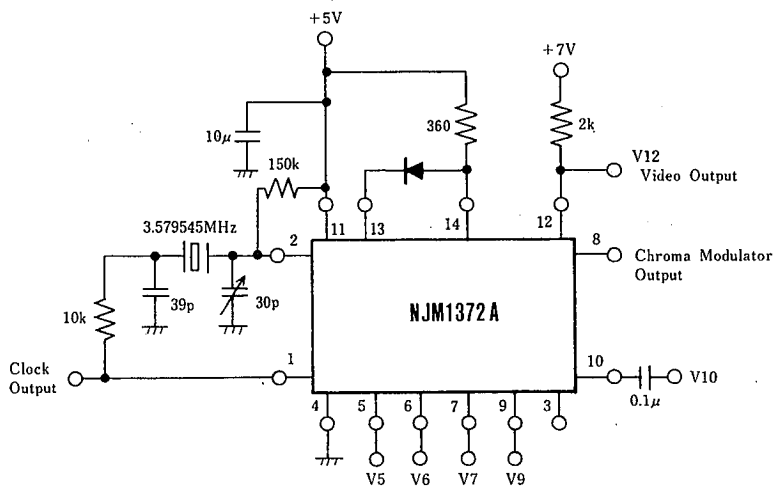 +5V
+7V
360
2k
10μ
V12
Video Output
150k
11
13
14
12
3.579545MHz
2
8
Chroma Modulator
Output
39p
30p
NJM1372A
10k
1
10
V10
Clock
Output
0.1μ
4
5
6
7
9
3
V5
V6
V7
V9